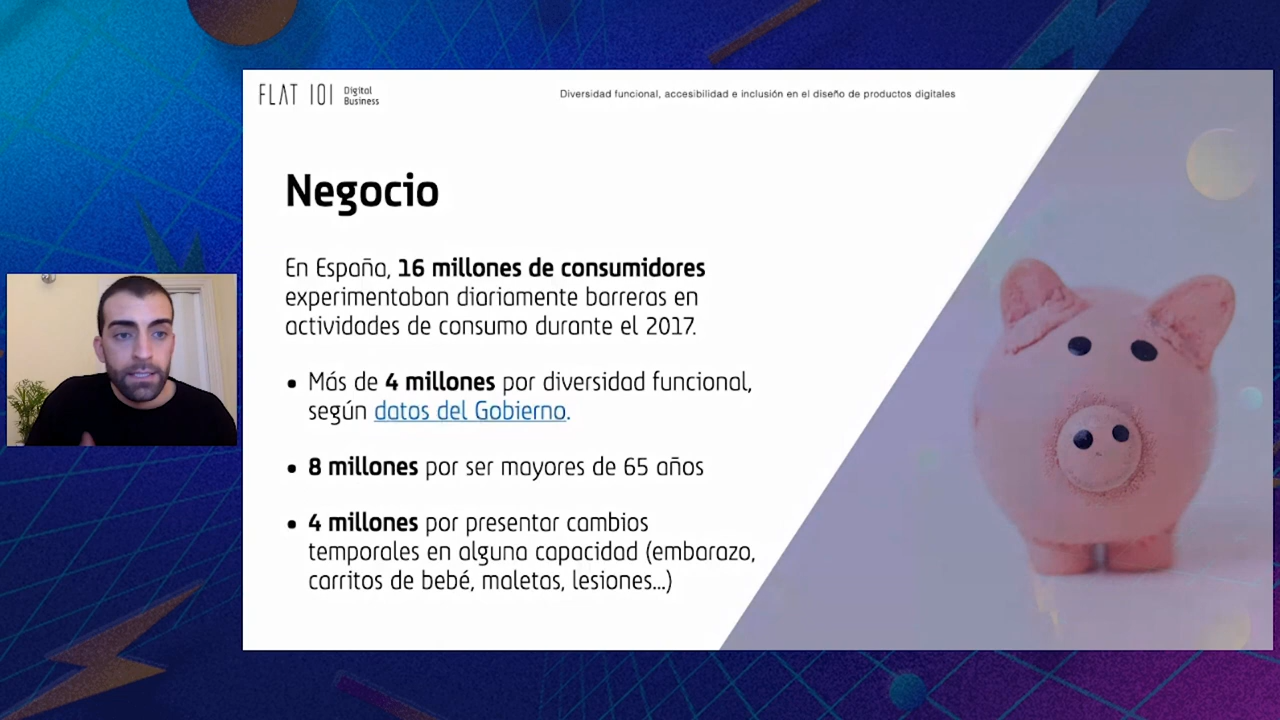 FLAT 101
Digital
Business
Diversidad funcional, accesibilidad e inclusión en el diseño de productos digitales
Negocio
En España, 16 millones de consumidores
experimentaban diariamente barreras en
actividades de consumo durante el 2017.
• Más de 4 millones por diversidad funcional,
según datos del Gobierno.
• 8 millones por ser mayores de 65 años
• 4 millones por presentar cambios
temporales en alguna capacidad (embarazo,
carritos de bebé, maletas, lesiones...)